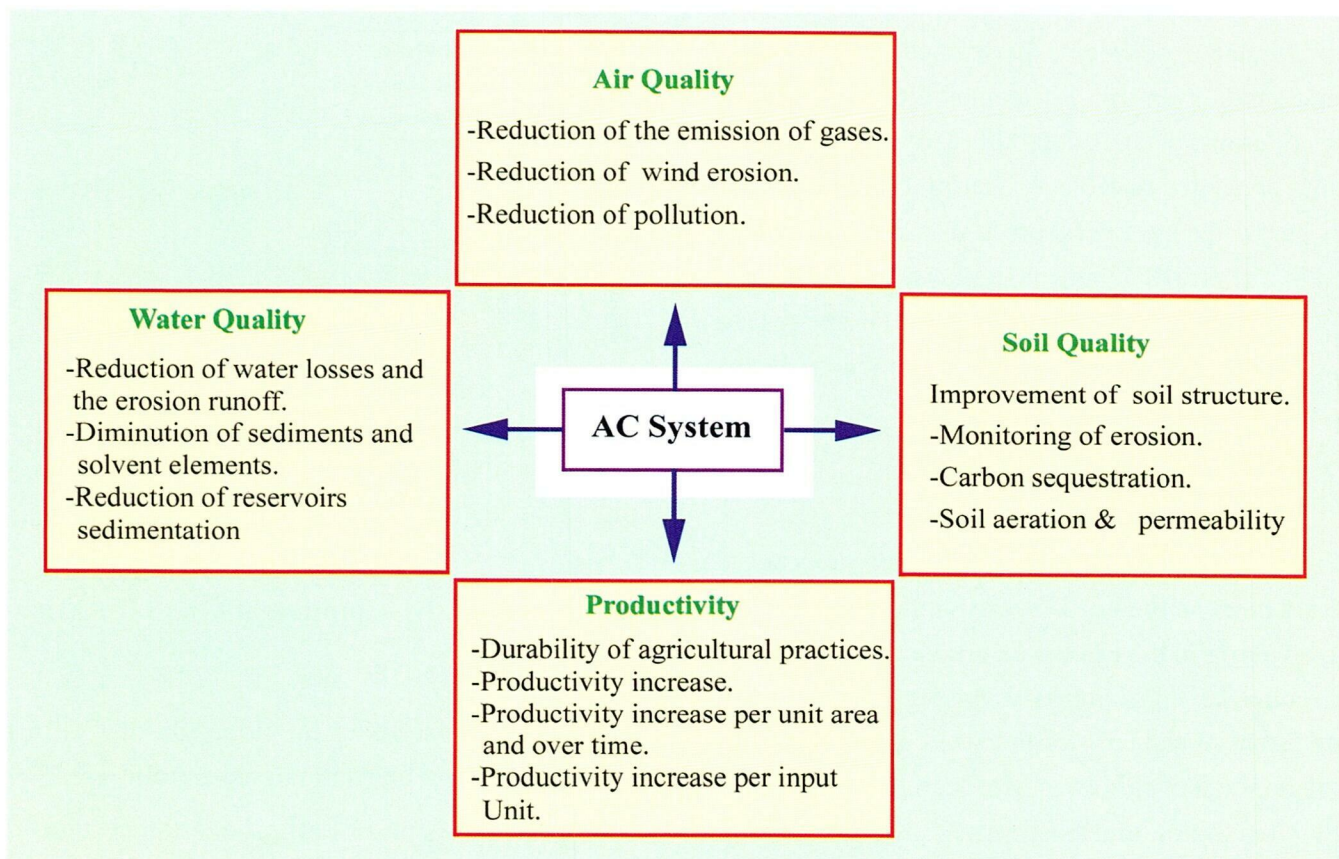 Air Quality
-Reduction of the emission of gases.
-Reduction of wind erosion.
-Reduction of pollution.
Water Quality
-Reduction of water losses and
the erosion runoff.
-Diminution of sediments and
solvent elements.
-Reduction of reservoirs
sedimentation
AC System
Soil Quality
Improvement of soil structure.
-Monitoring of erosion.
-Carbon sequestration.
-Soil aeration & permeability
Productivity
-Durability of agricultural practices.
-Productivity increase.
-Productivity increase per unit area
and over time.
-Productivity increase per input
Unit.